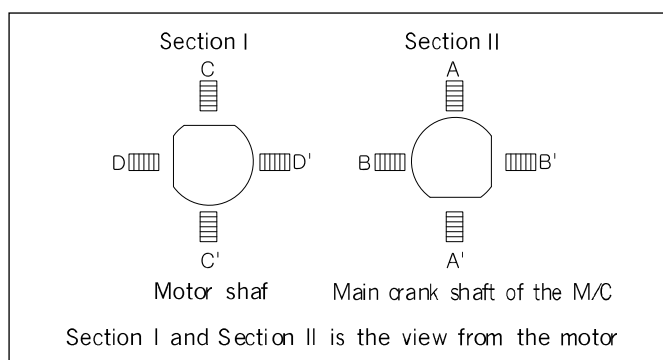 Section I Section II
C A
D D' B B'
C' A'
Motor shaf Main crank shaft of the M/C
Section I and Section II is the view from the motor